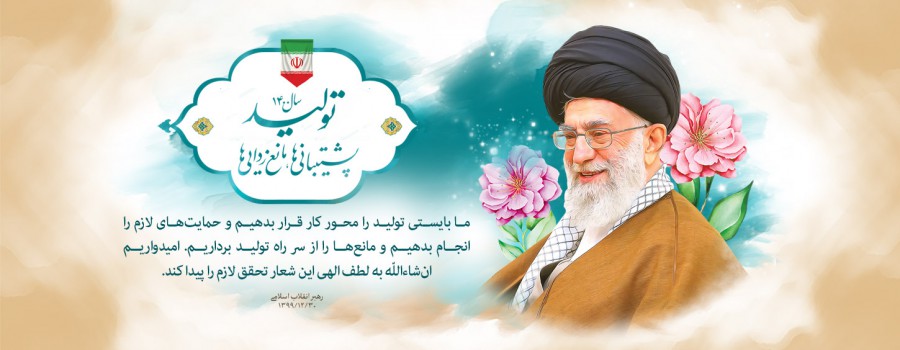 سال ۱۴
تولید
پشتیبانی‌ها، مانع‌زدایی‌ها
ما بایستی تولید را محور کار قرار بدهیم و حمایت‌های لازم را
انجام بدهیم و مانع‌ها را از سر راه تولید برداریم. امیدواریم
ان‌شاءاللّه به لطف الهی این شعار تحقق لازم را پیدا کند.
رهبر انقلاب اسلامی
۱۳۹۹/۱۲/۳۰